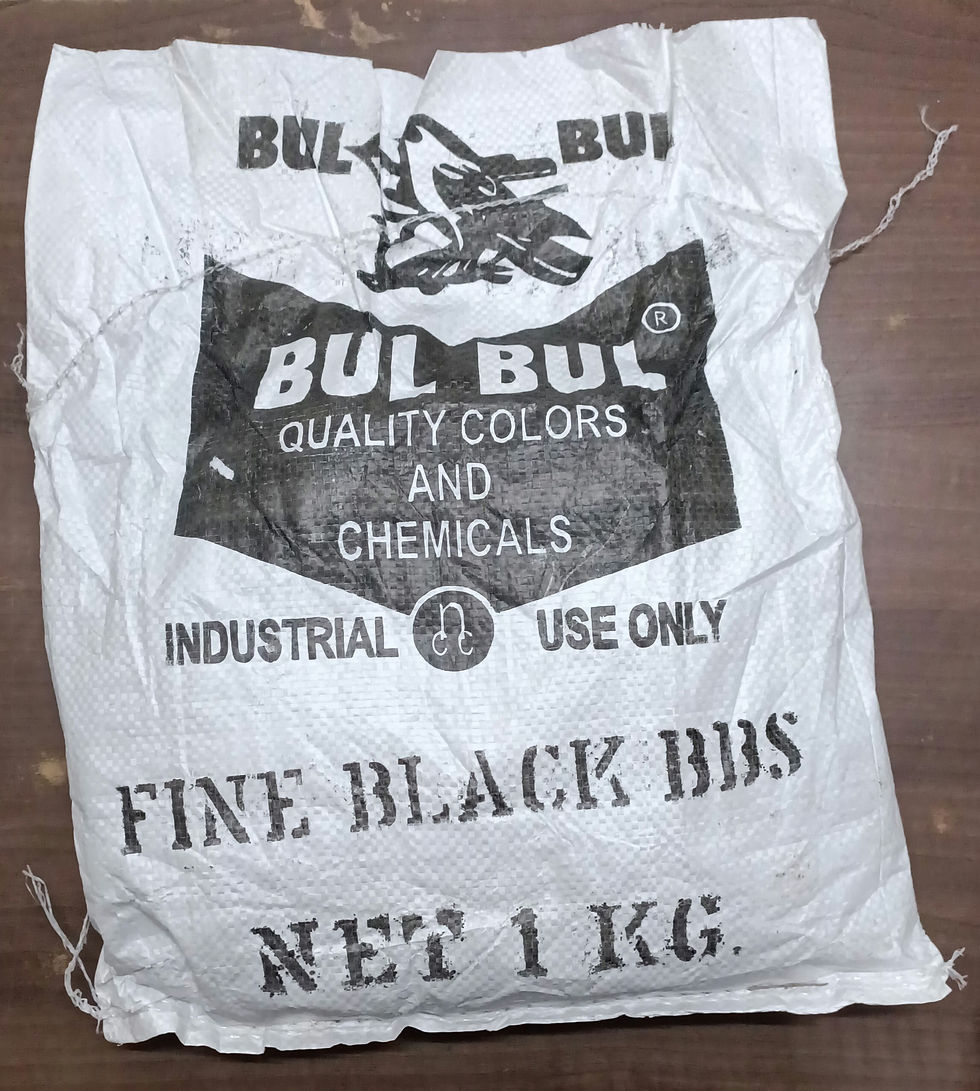 BUL BUL
BUL BUL ®
QUALITY COLORS
AND
CHEMICALS
INDUSTRIAL USE ONLY
FINE BLACK BBS
NET 1 KG.